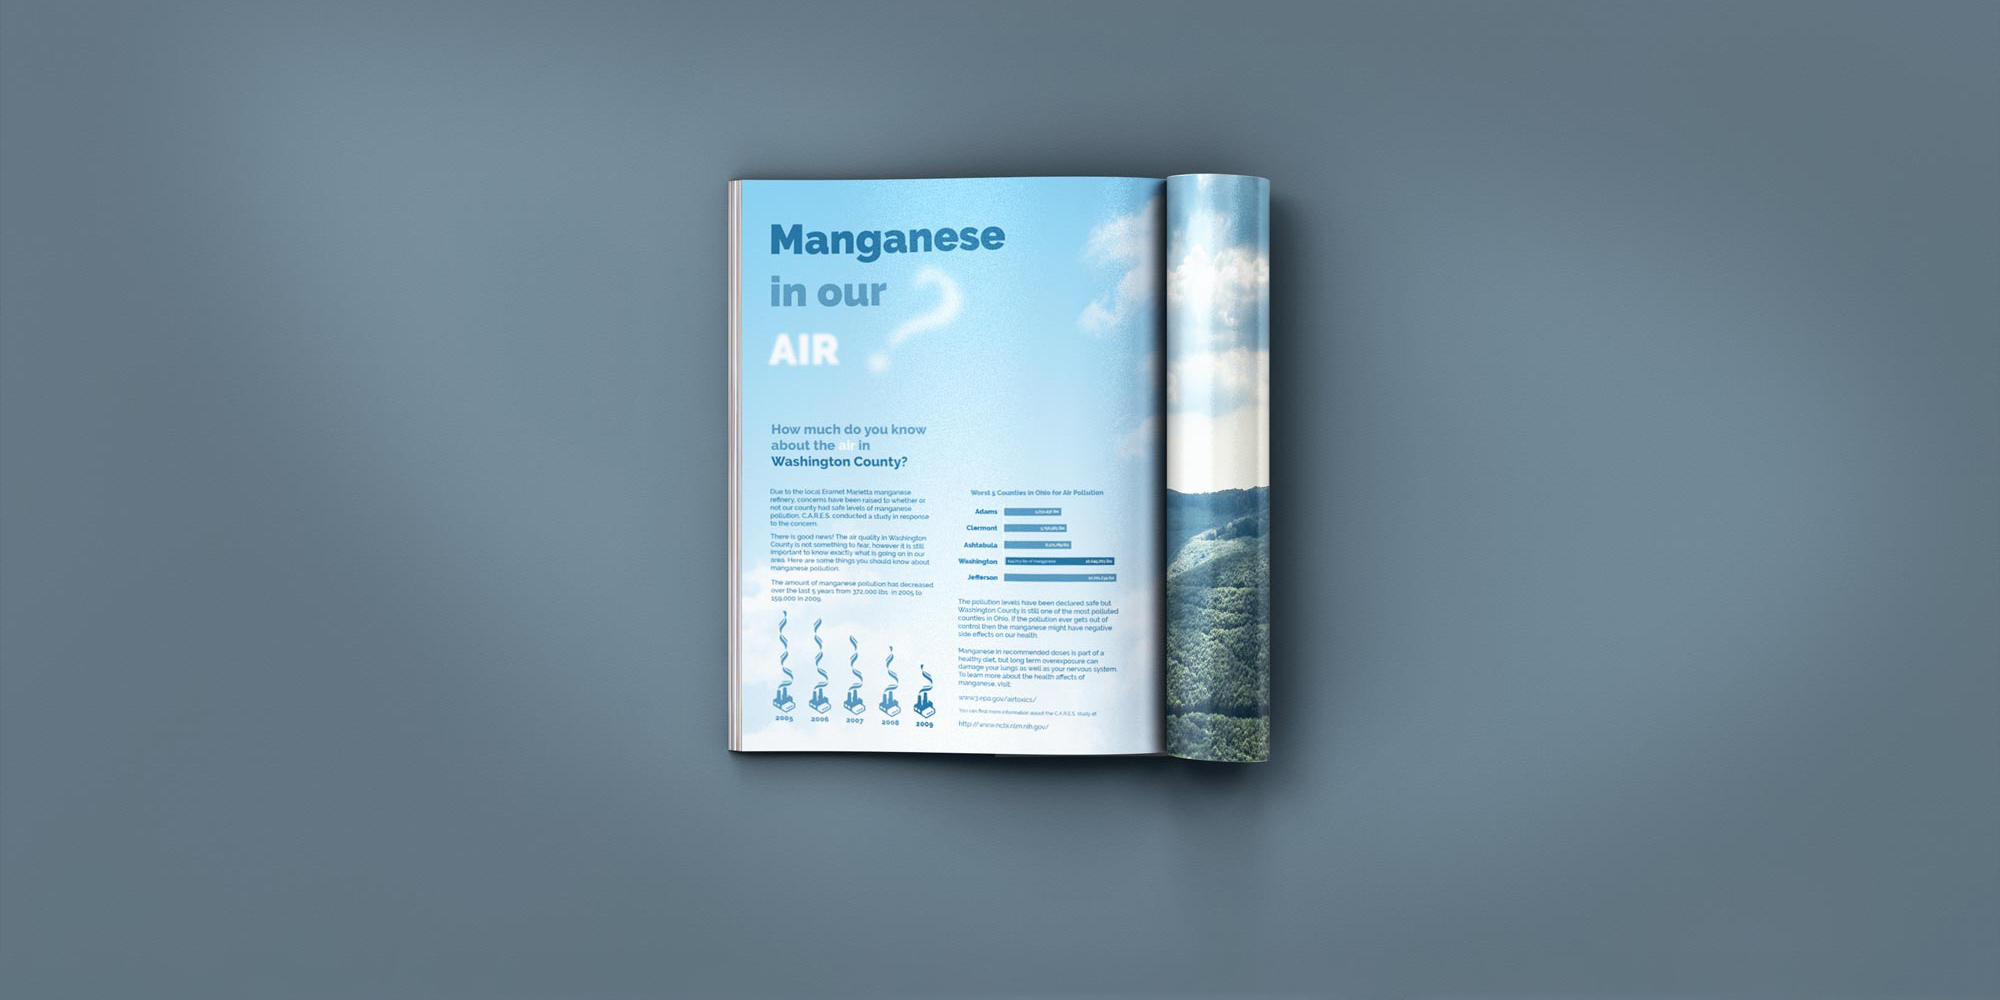 Manganese
in our
AIR ?
How much do you know
about the air in
Washington County?
Due to the local Eramet Marietta manganese
refinery, concerns have been raised to whether or
not our county had safe levels of manganese
pollution. C.A.R.E.S. conducted a study in response
to the concern.
There is good news! The air quality in Washington
County is not something to fear, however it is still
important to know exactly what is going on in our
area. Here are some things you should know about
manganese pollution.
The amount of manganese pollution has decreased
over the last 5 years from 372,000 lbs in 2005 to
159,000 in 2009.
2005 2006 2007 2008 2009
Worst 5 Counties in Ohio for Air Pollution
Adams
Clermont
Ashtabula
Washington lbs of manganese
Jefferson
The pollution levels have been declared safe but
Washington County is still one of the most polluted
counties in Ohio. If the pollution ever gets out of
control then the manganese might have negative
side effects on our health.
Manganese in recommended doses is part of a
healthy diet, but long term overexposure can
damage your lungs as well as your nervous system.
To learn more about the health affects of
manganese, visit:
www3.epa.gov/airtoxics/
You can find more information about the C.A.R.E.S. study at:
http://www.ncbi.nlm.nih.gov/